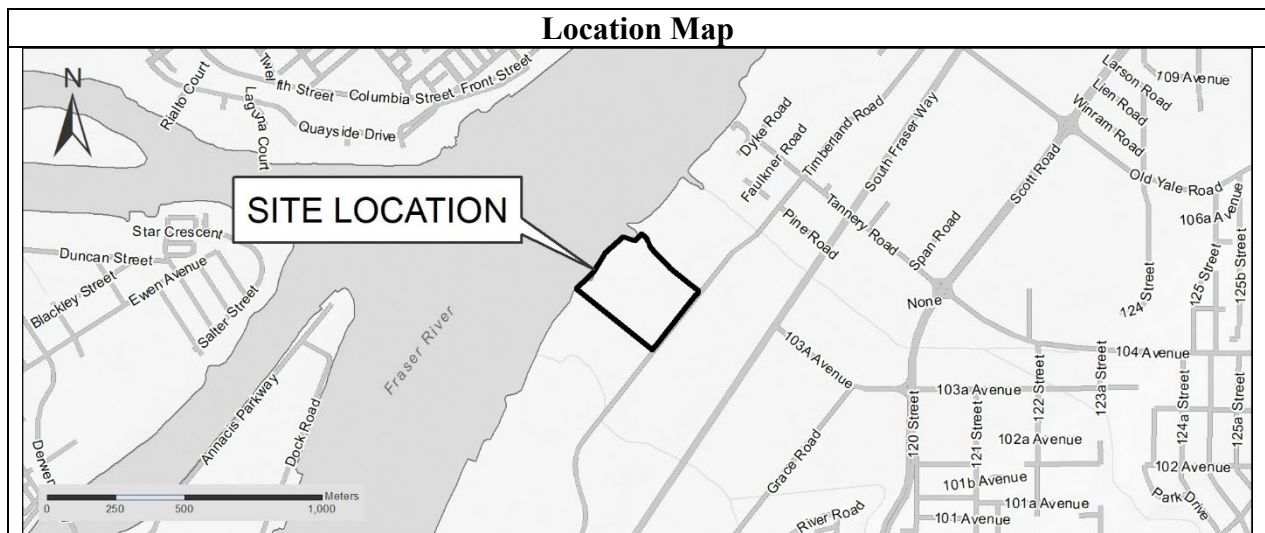 Location Map
N
Rialto Court
Twelfth Street
Columbia Street
Front Street
Laguna Court
Quayside Drive
SITE LOCATION
Star Crescent
Duncan Street
Ewen Avenue
Blackley Street
Salter Street
Fraser River
Annacis Parkway
Dock Road
Derwen
Meters
0 250 500 1,000
Dyke Road
Faulkner Road
Timberland Road
South Fraser Way
Pine Road
Tannery Road
Span Road
Scott Road
Larson Road
Lien Road
Winram Road
109 Avenue
Old Yale Road
106a Avenue
None
124 Street
125 Street
125b Street
104 Avenue
103A Avenue
103a Avenue
122 Street
123a Street
120 Street
121 Street
102a Avenue
124a Street
125a Street
Grace Road
101b Avenue
102 Avenue
101a Avenue
Park Drive
River Road
101 Avenue